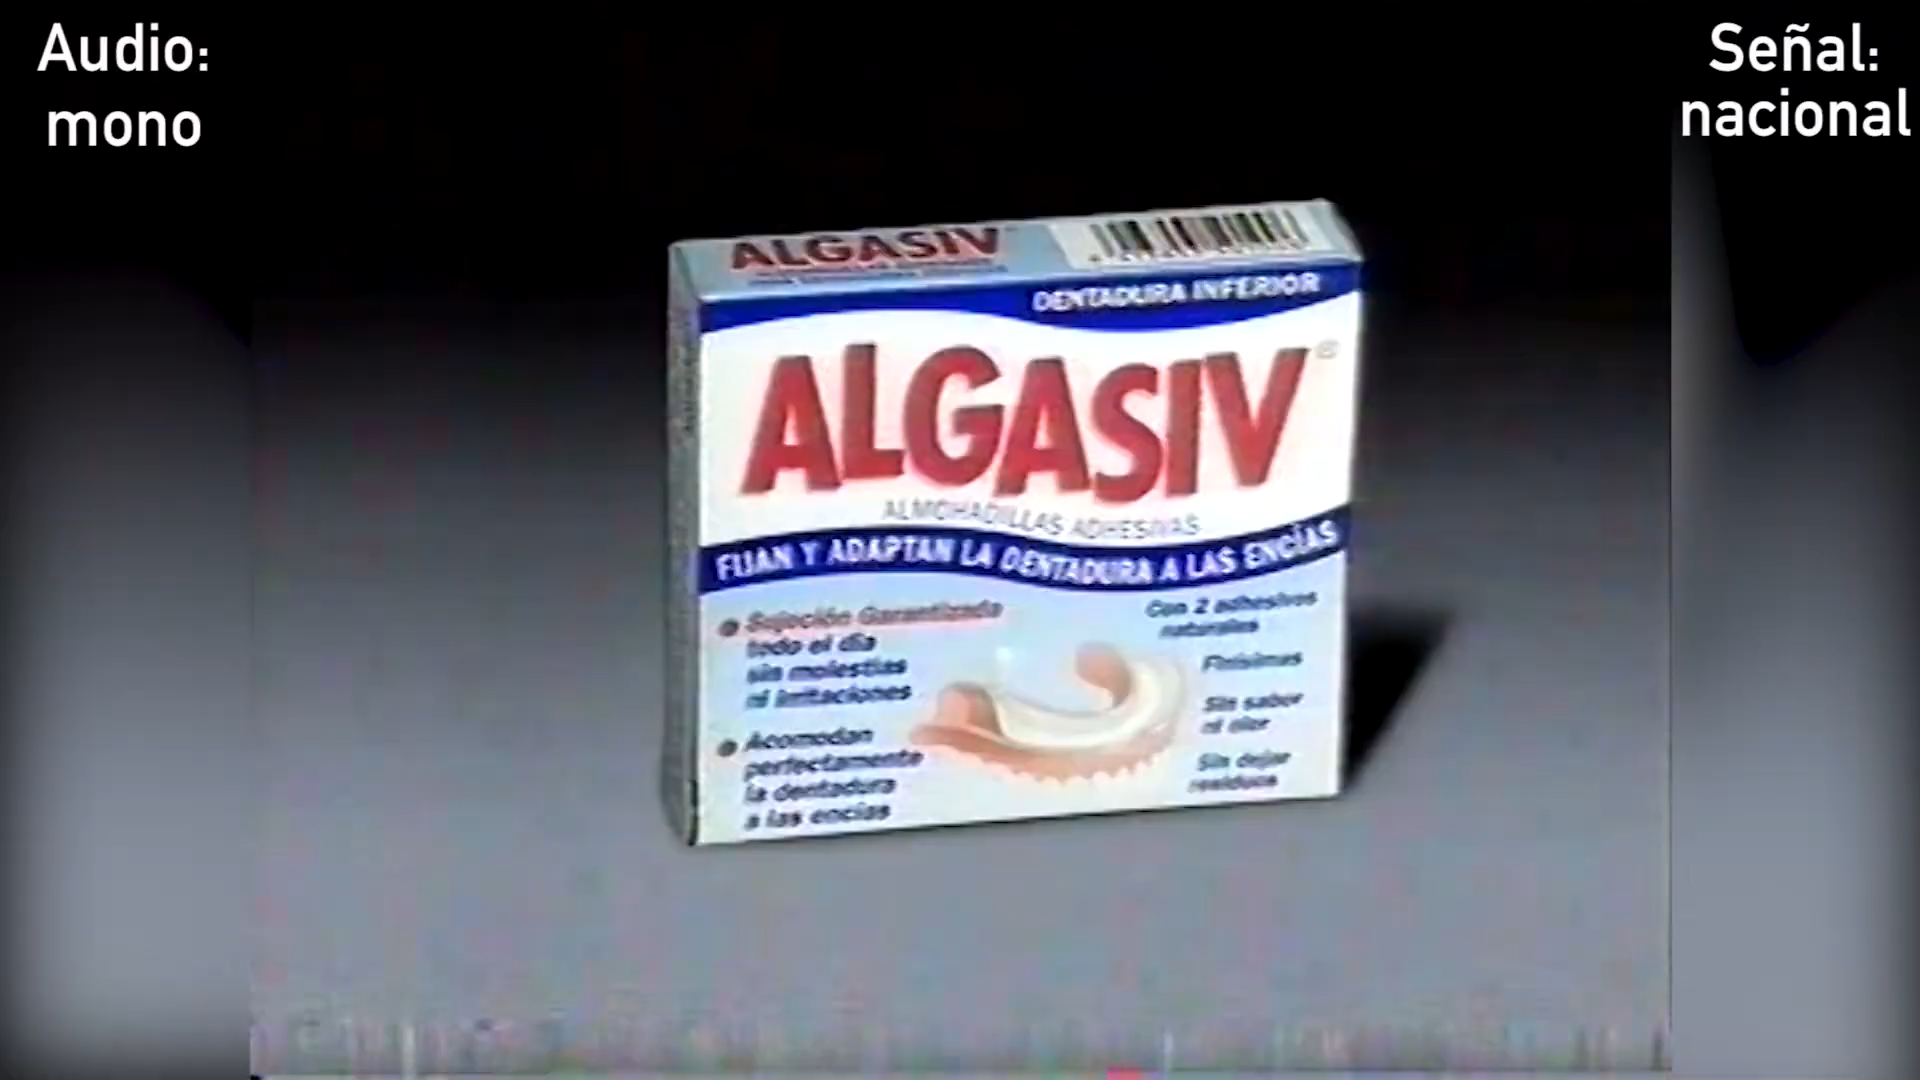 Audio:
mono
Señal:
nacional
ALGASIV
DENTADURA INFERIOR
ALGASIV®
ALMOHADILLAS ADHESIVAS
FIJAN Y ADAPTAN LA DENTADURA A LAS ENCÍAS
● Sujeción Garantizada
todo el día
sin molestias
ni irritaciones
● Acomodan
perfectamente
la dentadura
a las encías
Con 2 adhesivos
naturales
Finísimas
Sin sabor
ni olor
Sin dejar
residuos